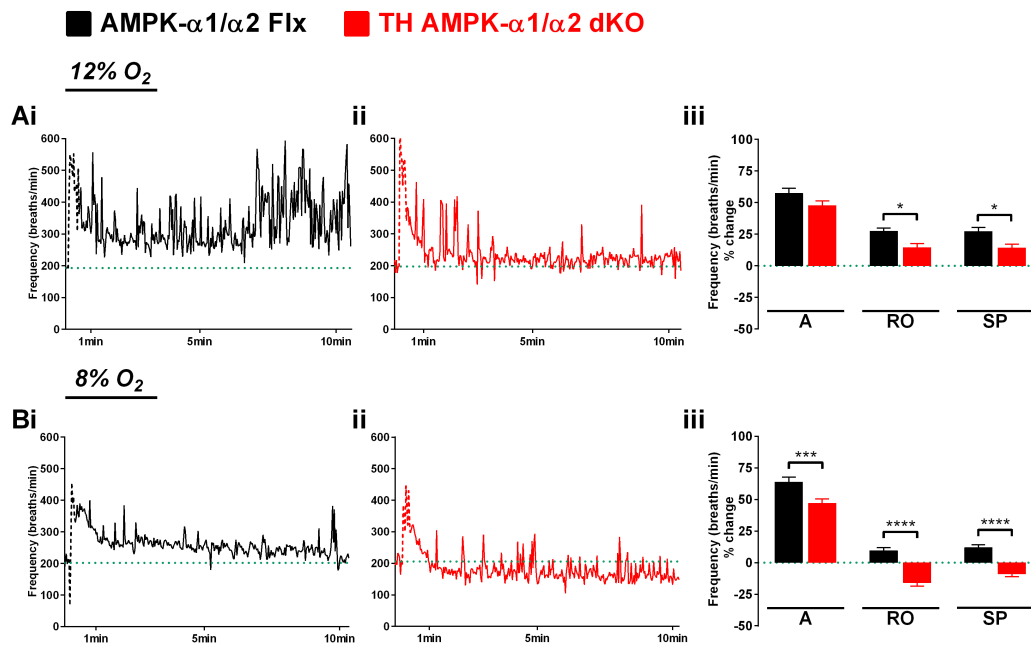 AMPK-α1/α2 Flx TH AMPK-α1/α2 dKO
12% O2
Ai ii iii
Frequency (breaths/min)
600
500
400
300
200
100
0
1min 5min 10min
600
500
400
300
200
100
0
1min 5min 10min
Frequency (breaths/min)
% change
100
75
50
25
0
-25
-50
* *
A RO SP
8% O2
Bi ii iii
Frequency (breaths/min)
600
500
400
300
200
100
0
1min 5min 10min
600
500
400
300
200
100
0
1min 5min 10min
Frequency (breaths/min)
% change
100
75
50
25
0
-25
-50
*** **** ****
A RO SP